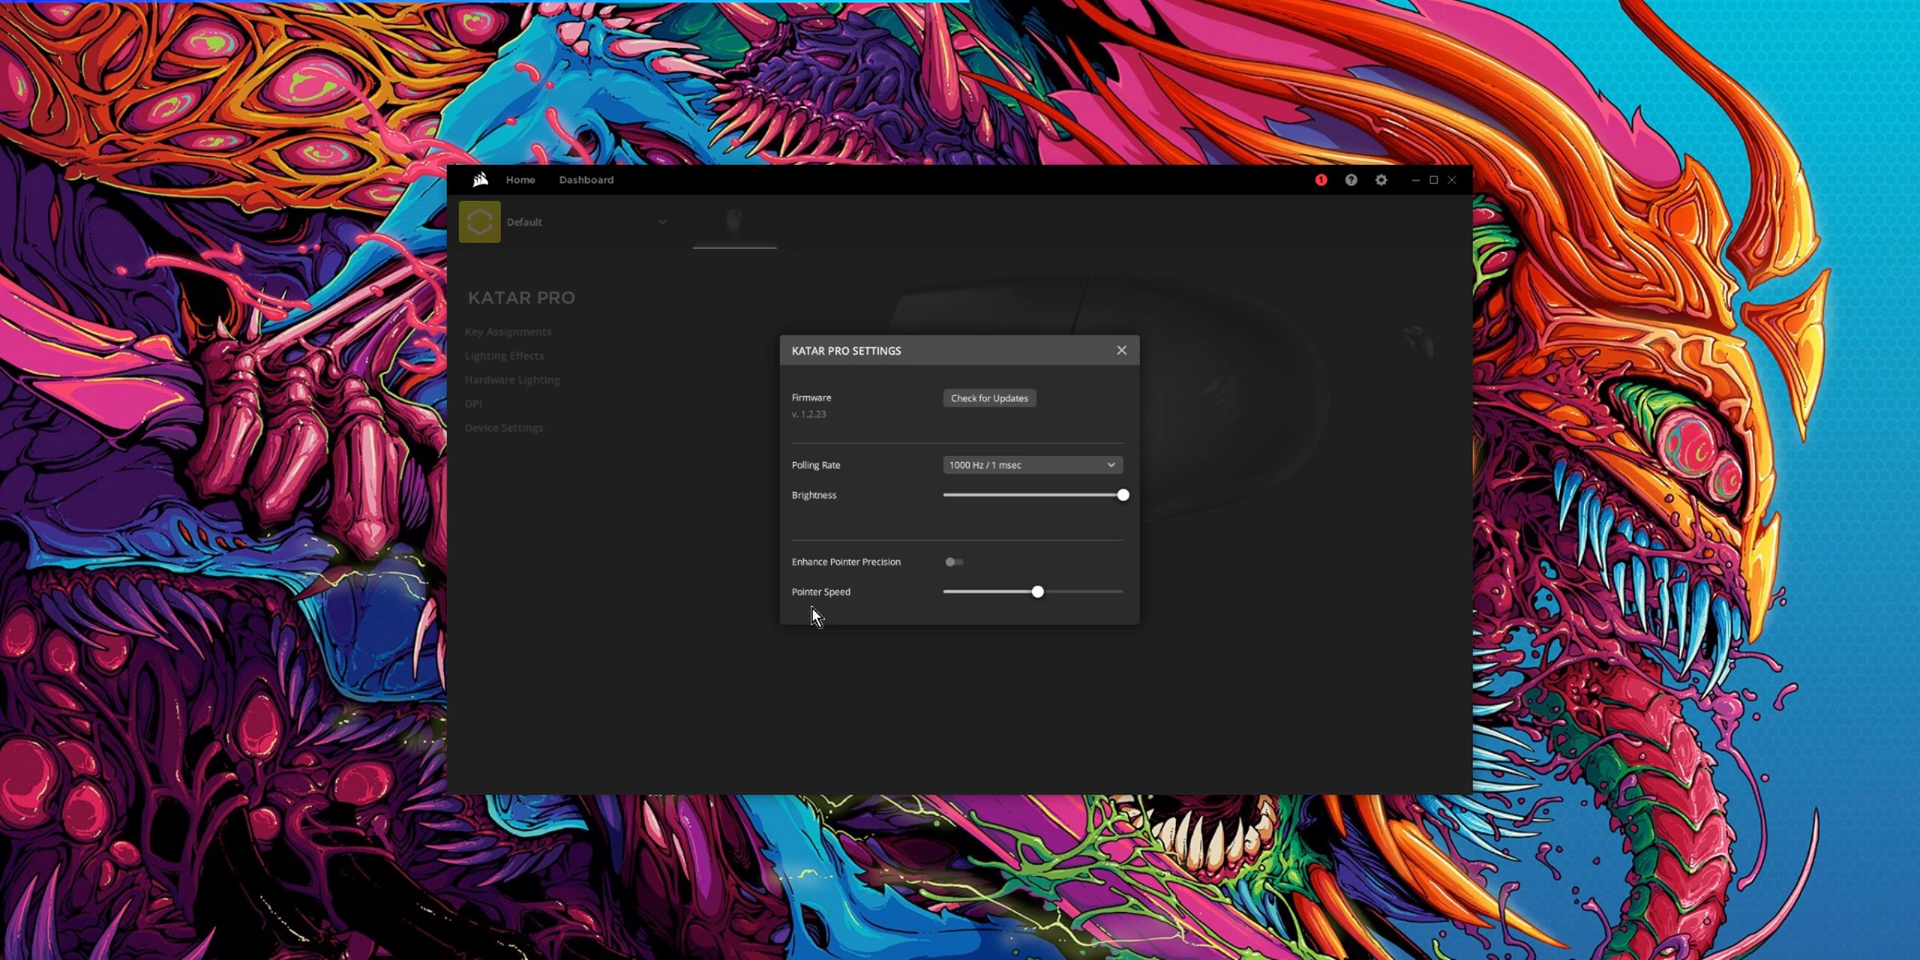 Home
Dashboard
1
?
Default
KATAR PRO
Key Assignments
Lighting Effects
Hardware Lighting
DPI
Device Settings
KATAR PRO SETTINGS
Firmware
Check for Updates
v. 1.2.23
Polling Rate
1000 Hz / 1 msec
Brightness
Enhance Pointer Precision
Pointer Speed